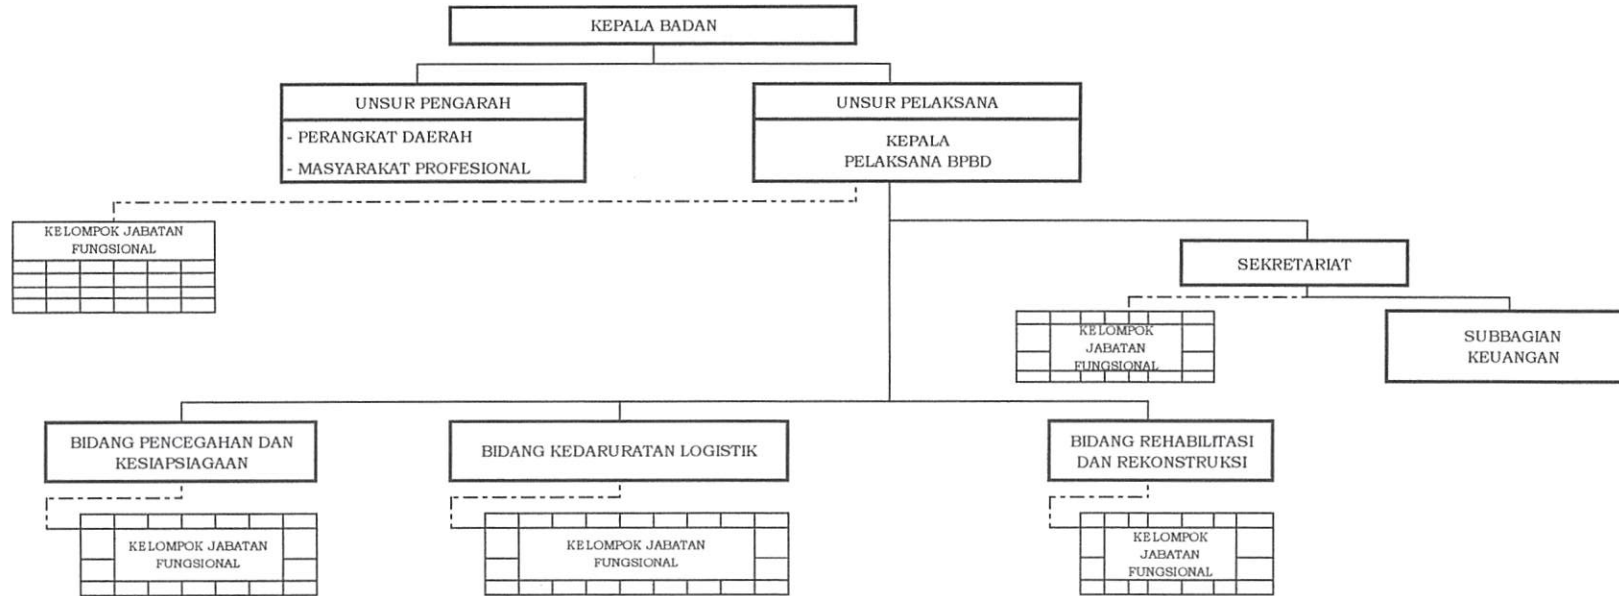 KEPALA BADAN
UNSUR PENGARAH
- PERANGKAT DAERAH
- MASYARAKAT PROFESIONAL
UNSUR PELAKSANA
KEPALA
PELAKSANA BPBD
KELOMPOK JABATAN
FUNGSIONAL
SEKRETARIAT
KELOMPOK
JABATAN
FUNGSIONAL
SUBBAGIAN
KEUANGAN
BIDANG PENCEGAHAN DAN
KESIAPSIAGAAN
BIDANG KEDARURATAN LOGISTIK
BIDANG REHABILITASI
DAN REKONSTRUKSI
KELOMPOK JABATAN
FUNGSIONAL
KELOMPOK JABATAN
FUNGSIONAL
KELOMPOK
JABATAN
FUNGSIONAL